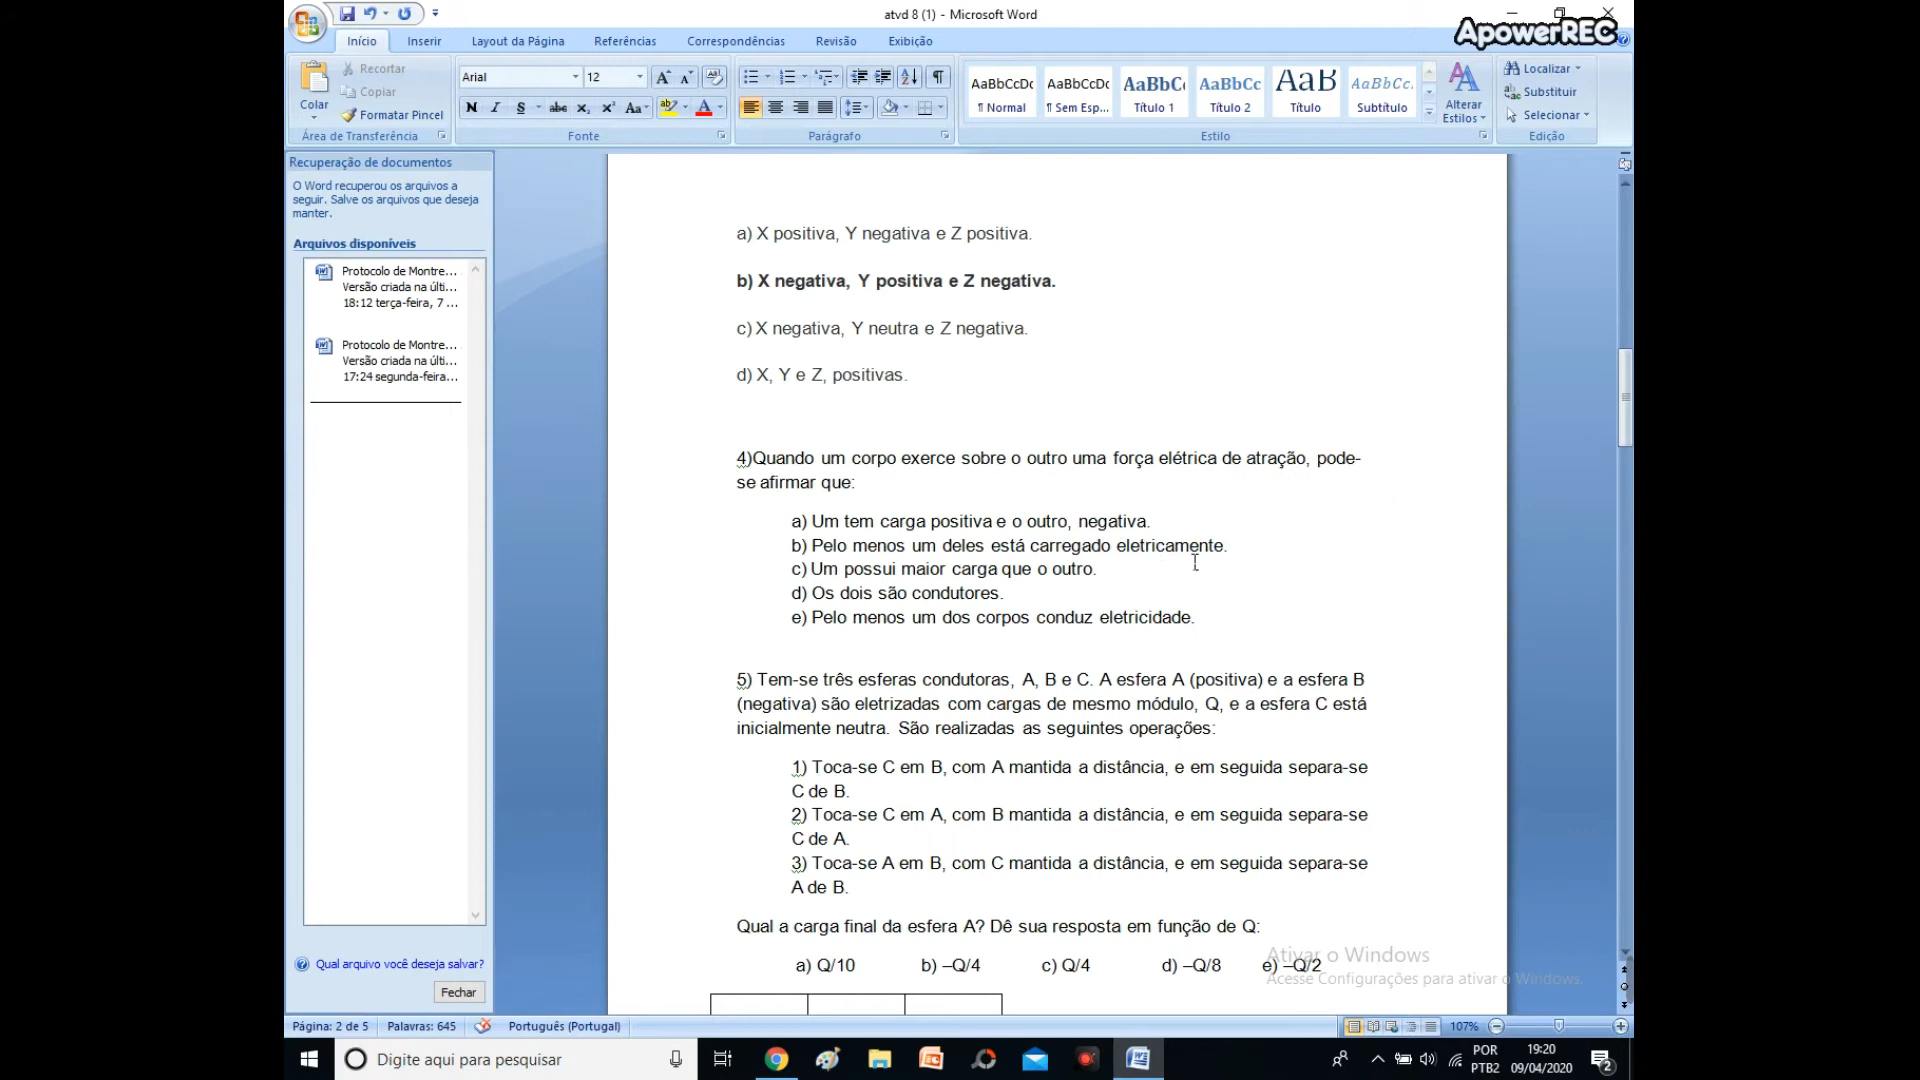 atvd 8 (1) - Microsoft Word
ApowerREC
Início Inserir Layout da Página Referências Correspondências Revisão Exibição
Colar
Recortar
Copiar
Formatar Pincel
Área de Transferência
Arial 12
N I S abc x₂ x² Aa
Fonte
Parágrafo
AaBbCcDc AaBbCcDc AaBbC AaBbCc AaB AaBbCc.
¶ Normal ¶ Sem Esp... Título 1 Título 2 Título Subtítulo
Alterar
Estilos
Estilo
Localizar
Substituir
Selecionar
Edição
Recuperação de documentos
O Word recuperou os arquivos a
seguir. Salve os arquivos que deseja
manter.
Arquivos disponíveis
Protocolo de Montre...
Versão criada na últi...
18:12 terça-feira, 7 ...
Protocolo de Montre...
Versão criada na últi...
17:24 segunda-feira...
Qual arquivo você deseja salvar?
Fechar
a) X positiva, Y negativa e Z positiva.
b) X negativa, Y positiva e Z negativa.
c) X negativa, Y neutra e Z negativa.
d) X, Y e Z, positivas.
4)Quando um corpo exerce sobre o outro uma força elétrica de atração, pode-
se afirmar que:
a) Um tem carga positiva e o outro, negativa.
b) Pelo menos um deles está carregado eletricamente.
c) Um possui maior carga que o outro.
d) Os dois são condutores.
e) Pelo menos um dos corpos conduz eletricidade.
5) Tem-se três esferas condutoras, A, B e C. A esfera A (positiva) e a esfera B
(negativa) são eletrizadas com cargas de mesmo módulo, Q, e a esfera C está
inicialmente neutra. São realizadas as seguintes operações:
1) Toca-se C em B, com A mantida a distância, e em seguida separa-se
C de B.
2) Toca-se C em A, com B mantida a distância, e em seguida separa-se
C de A.
3) Toca-se A em B, com C mantida a distância, e em seguida separa-se
A de B.
Qual a carga final da esfera A? Dê sua resposta em função de Q:
a) Q/10 b) –Q/4 c) Q/4 d) –Q/8 e) –Q/2
Ativar o Windows
Acesse Configurações para ativar o Windows.
Página: 2 de 5 Palavras: 645 Português (Portugal) 107%
Digite aqui para pesquisar
POR
PTB2
19:20
09/04/2020
2